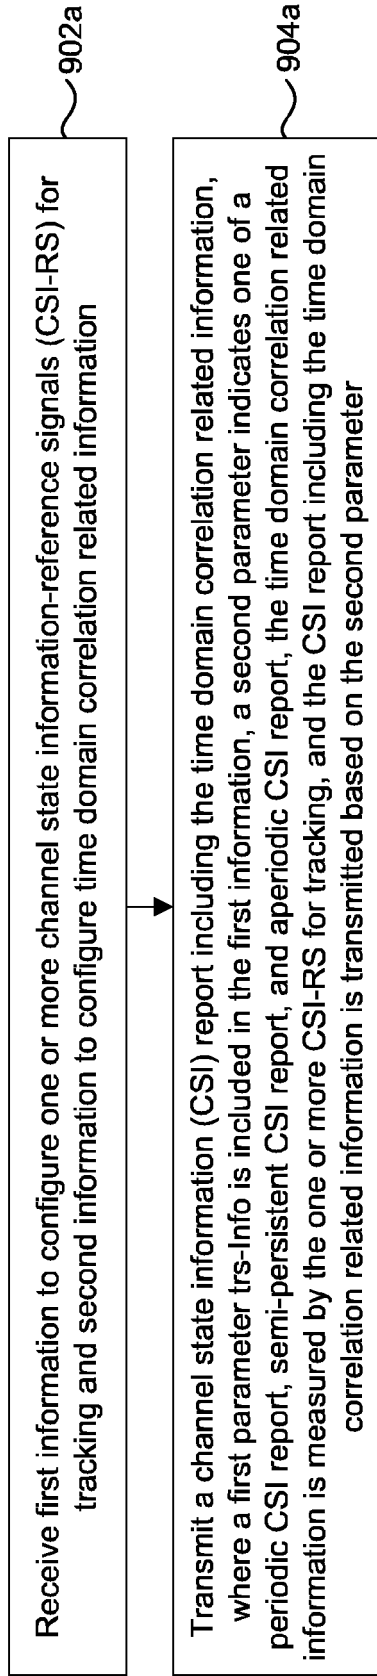 Receive first information to configure one or more channel state information-reference signals (CSI-RS) for
tracking and second information to configure time domain correlation related information
902a
Transmit a channel state information (CSI) report including the time domain correlation related information,
where a first parameter trs-Info is included in the first information, a second parameter indicates one of a
periodic CSI report, semi-persistent CSI report, and aperiodic CSI report, the time domain correlation related
information is measured by the one or more CSI-RS for tracking, and the CSI report including the time domain
correlation related information is transmitted based on the second parameter
904a